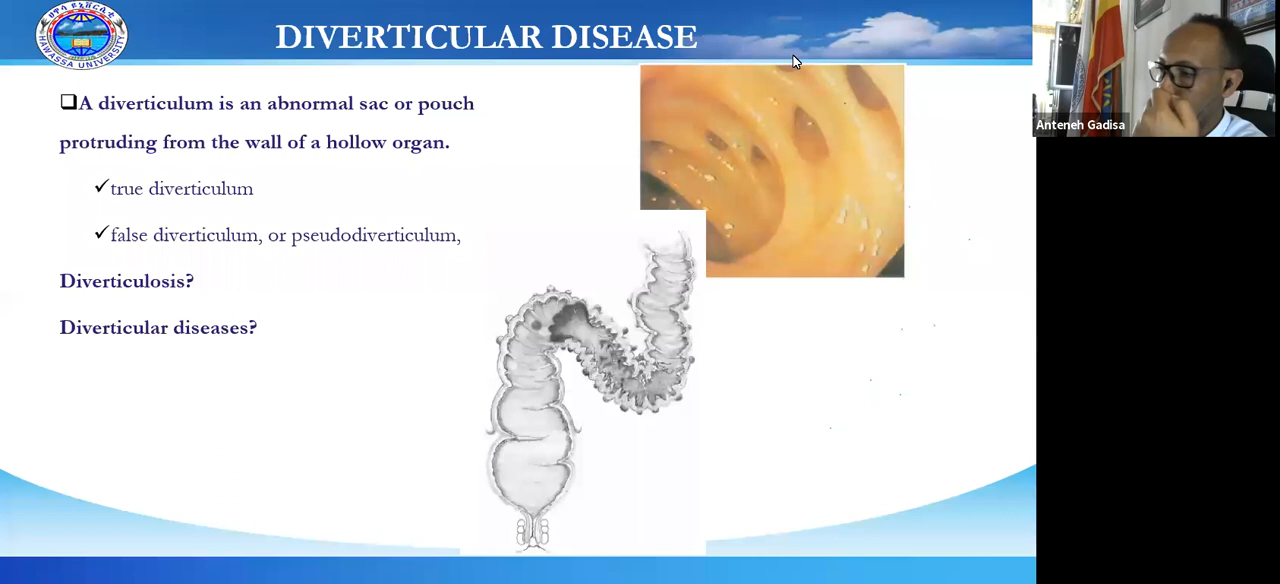 DIVERTICULAR DISEASE
HAWASSA UNIVERSITY
❑A diverticulum is an abnormal sac or pouch
protruding from the wall of a hollow organ.
✓true diverticulum
✓false diverticulum, or pseudodiverticulum,
Diverticulosis?
Diverticular diseases?
Anteneh Gadisa